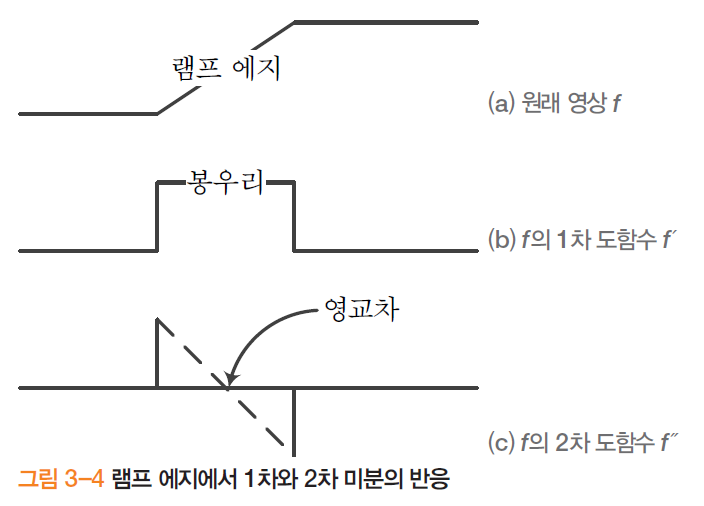 램프 에지
(a) 원래 영상 f
봉우리
(b) f의 1차 도함수 f′
영교차
(c) f의 2차 도함수 f″
그림 3-4 램프 에지에서 1차와 2차 미분의 반응